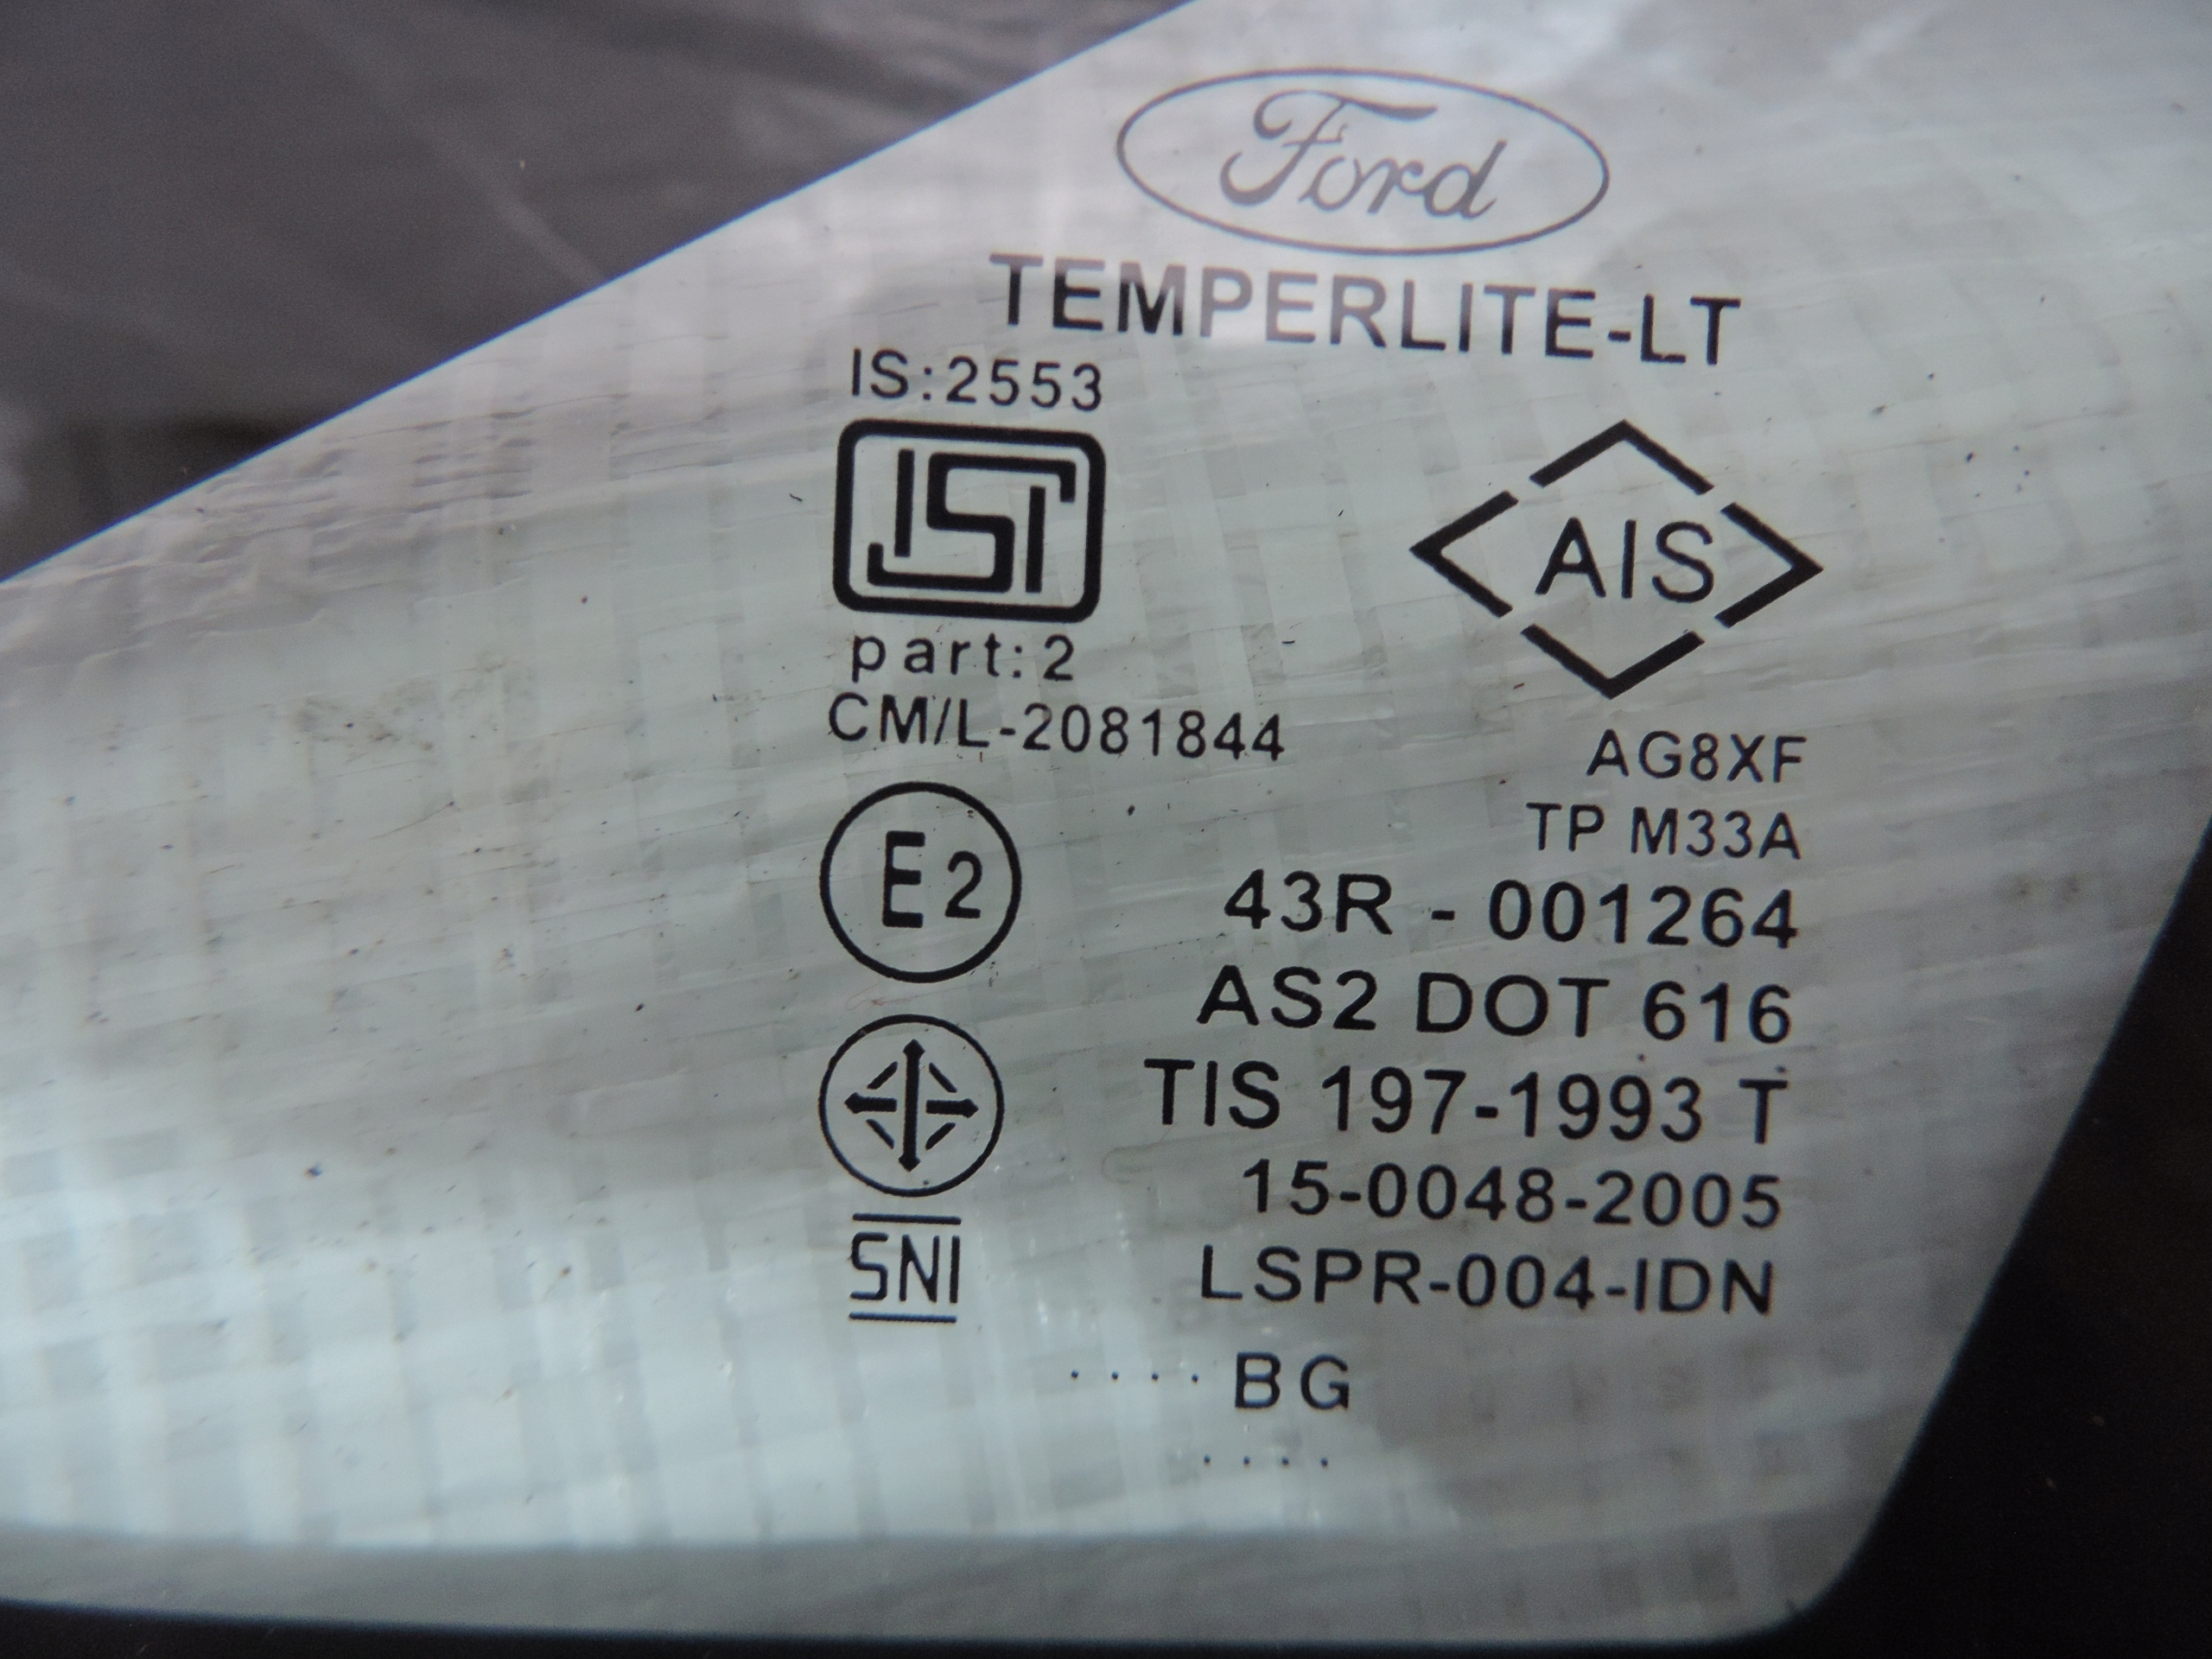 Ford
TEMPERLITE-LT
IS:2553
ISI
part:2
CM/L-2081844
AIS
AG8XF
TP M33A
E2
43R - 001264
AS2 DOT 616
TIS 197-1993 T
15-0048-2005
SNI
LSPR-004-IDN
.....BG
....